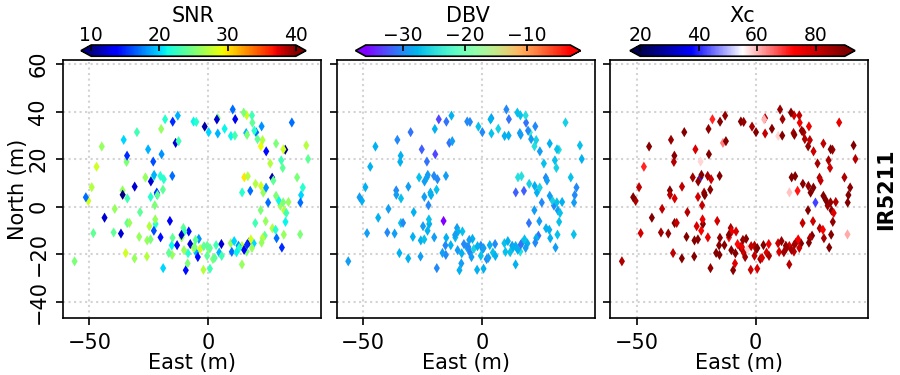 SNR
DBV
Xc
10 20 30 40
−30 −20 −10
20 40 60 80
60
40
20
0
−20
−40
North (m)
−50 0
−50 0
−50 0
East (m)
East (m)
East (m)
IR5211